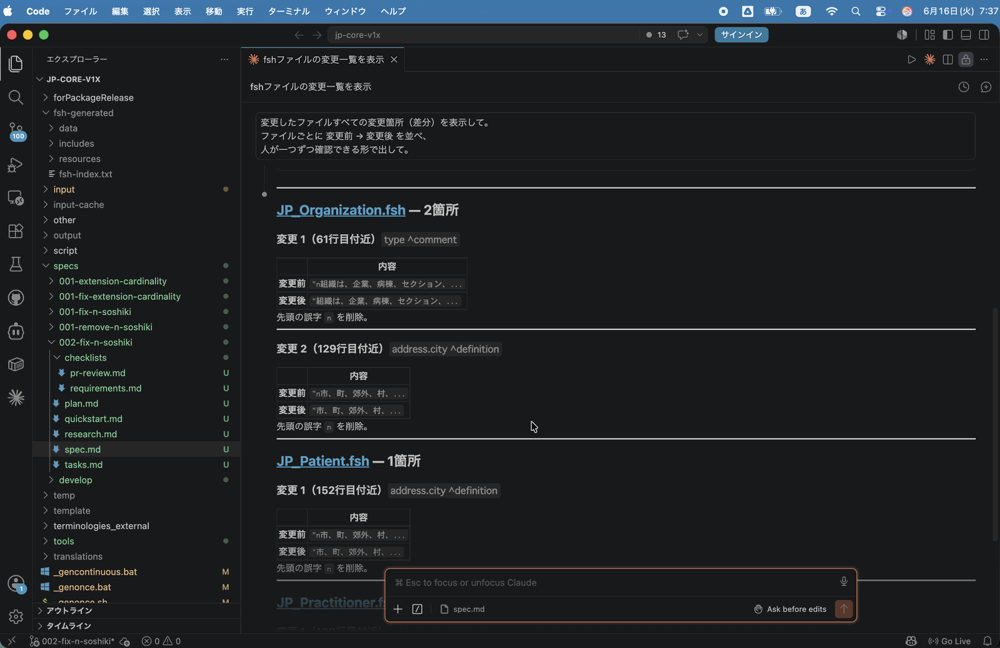 Code ファイル 編集 選択 表示 移動 実行 ターミナル ウィンドウ ヘルプ あ 6月16日(火) 7:37
jp-core-v1x 13 サインイン
エクスプローラー
JP-CORE-V1X
forPackageRelease
fsh-generated
data
includes
resources
fsh-index.txt
input
input-cache
other
output
script
specs
001-extension-cardinality
001-fix-extension-cardinality
001-fix-n-soshiki
001-remove-n-soshiki
002-fix-n-soshiki
checklists
pr-review.md U
requirements.md U
plan.md U
quickstart.md U
research.md U
spec.md U
tasks.md U
develop
temp
template
terminologies_external
tools
translations
_gencontinuous.bat M
_genonce.bat M
_genonce.sh M
アウトライン
タイムライン
100
1
fshファイルの変更一覧を表示
fshファイルの変更一覧を表示
変更したファイルすべての変更箇所（差分）を表示して。
ファイルごとに 変更前 → 変更後 を並べ、
人が一つずつ確認できる形で出して。
JP_Organization.fsh — 2箇所
変更 1（61行目付近） type ^comment
内容
変更前 "n組織は、企業、病棟、セクション、...
変更後 "組織は、企業、病棟、セクション、...
先頭の誤字 n を削除。
変更 2（129行目付近） address.city ^definition
内容
変更前 "n市、町、郊外、村、...
変更後 "市、町、郊外、村、...
先頭の誤字 n を削除。
JP_Patient.fsh — 1箇所
変更 1（152行目付近） address.city ^definition
内容
変更前 "n市、町、郊外、村、...
変更後 "市、町、郊外、村、...
先頭の誤字 n を削除。
JP_Practitioner.f
⌘ Esc to focus or unfocus Claude
spec.md Ask before edits
002-fix-n-soshiki* 0 0 Go Live